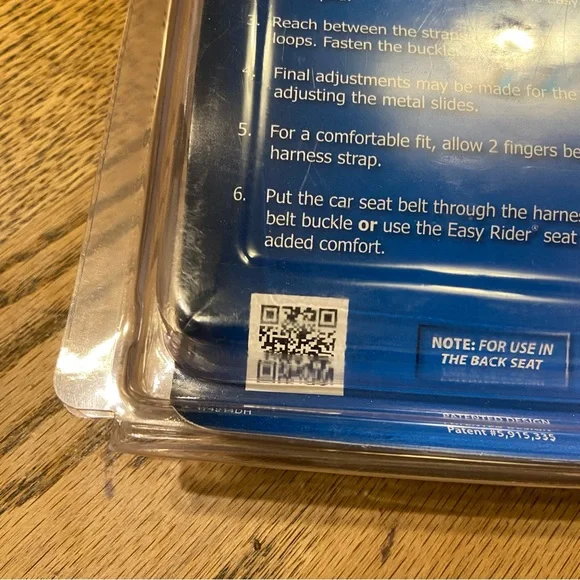 3. Reach between the straps
loops. Fasten the buckle
4. Final adjustments may be made for the
adjusting the metal slides.
5. For a comfortable fit, allow 2 fingers be
harness strap.
6. Put the car seat belt through the harnes
belt buckle or use the Easy Rider® seat
added comfort.
NOTE: FOR USE IN
THE BACK SEAT
PATENTED DESIGN
Patent #5,915,335